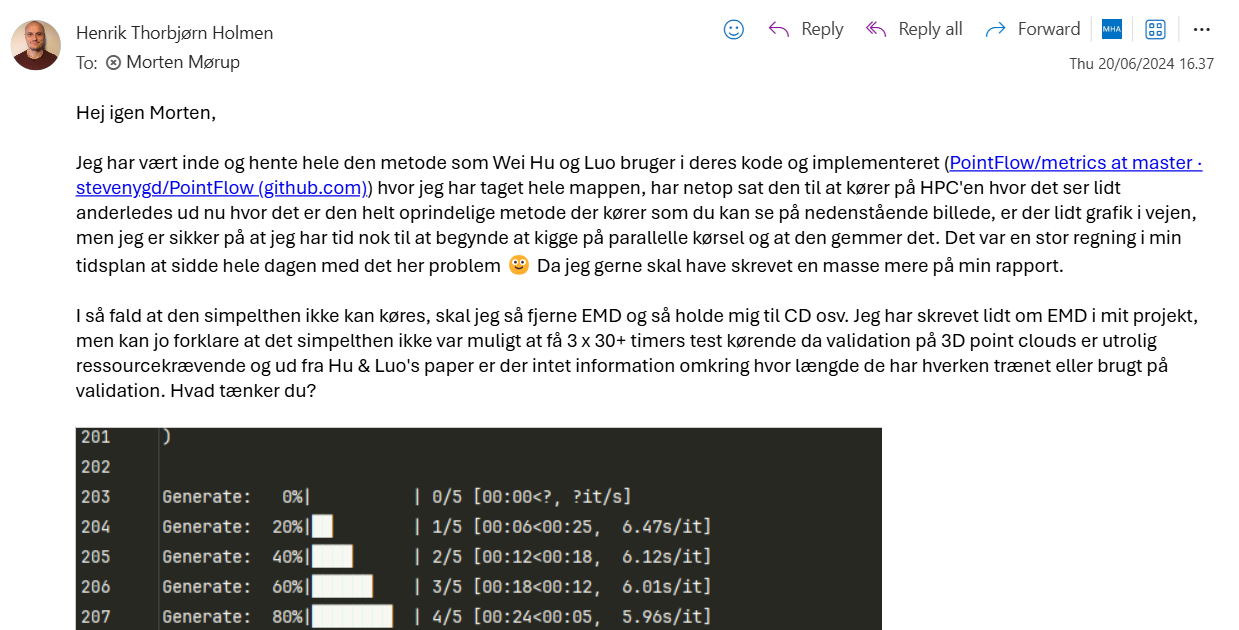 Henrik Thorbjørn Holmen
Reply
Reply all
Forward
MHA
To: Morten Mørup
Thu 20/06/2024 16.37
Hej igen Morten,
Jeg har vært inde og hente hele den metode som Wei Hu og Luo bruger i deres kode og implementeret (PointFlow/metrics at master ·
stevenygd/PointFlow (github.com)) hvor jeg har taget hele mappen, har netop sat den til at kører på HPC'en hvor det ser lidt
anderledes ud nu hvor det er den helt oprindelige metode der kører som du kan se på nedenstående billede, er der lidt grafik i vejen,
men jeg er sikker på at jeg har tid nok til at begynde at kigge på parallelle kørsel og at den gemmer det. Det var en stor regning i min
tidsplan at sidde hele dagen med det her problem 🙂 Da jeg gerne skal have skrevet en masse mere på min rapport.
I så fald at den simpelthen ikke kan køres, skal jeg så fjerne EMD og så holde mig til CD osv. Jeg har skrevet lidt om EMD i mit projekt,
men kan jo forklare at det simpelthen ikke var muligt at få 3 x 30+ timers test kørende da validation på 3D point clouds er utrolig
ressourcekrævende og ud fra Hu & Luo's paper er der intet information omkring hvor længde de har hverken trænet eller brugt på
validation. Hvad tænker du?
201 )
202
203 Generate: 0%| | 0/5 [00:00<?, ?it/s]
204 Generate: 20%|██ | 1/5 [00:06<00:25, 6.47s/it]
205 Generate: 40%|████ | 2/5 [00:12<00:18, 6.12s/it]
206 Generate: 60%|██████ | 3/5 [00:18<00:12, 6.01s/it]
207 Generate: 80%|████████ | 4/5 [00:24<00:05, 5.96s/it]